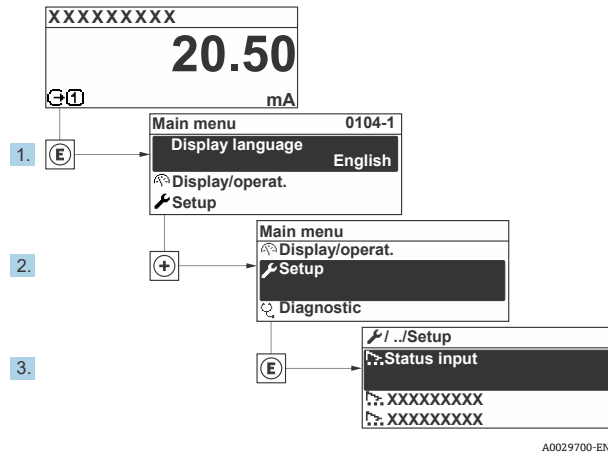 XXXXXXXXX
20.50
1 mA
Main menu 0104-1
1. E Display language
English
Display/operat.
Setup
Main menu
Display/operat.
2. + Setup
Diagnostic
/ ../Setup
3. E Status input
XXXXXXXXX
XXXXXXXXX
A0029700-EN